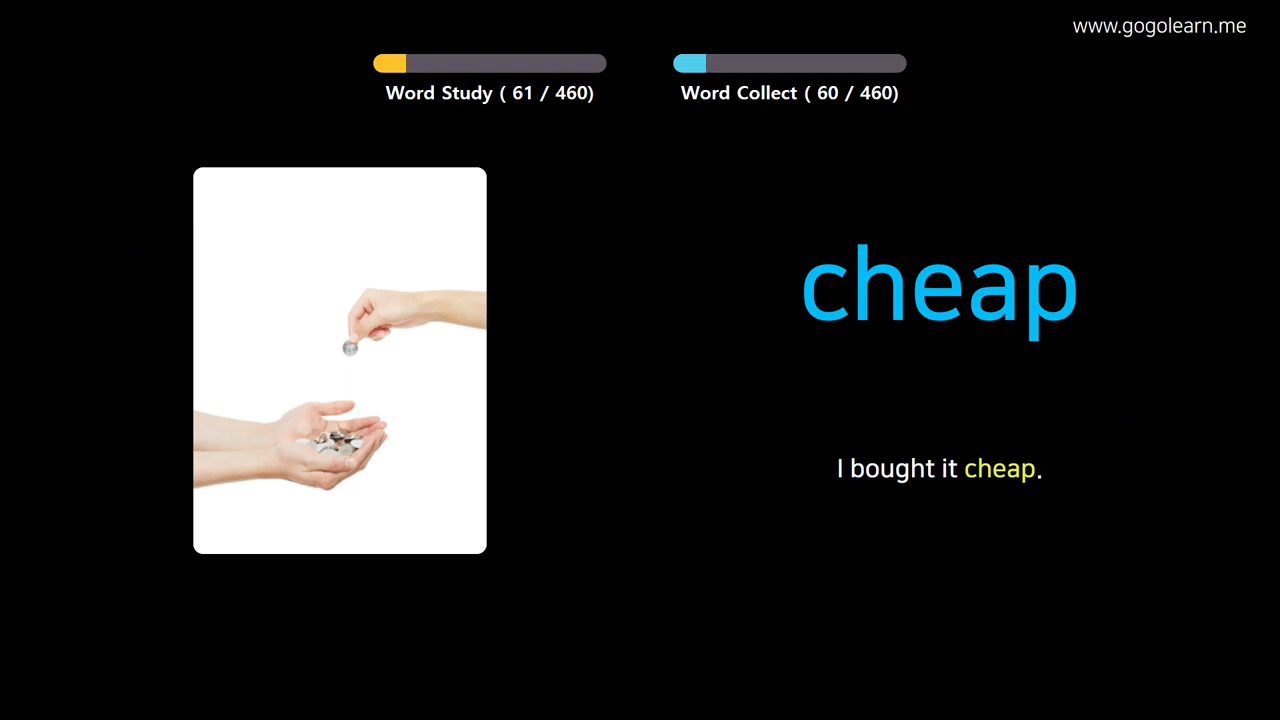 www.gogolearn.me
Word Study ( 61 / 460)
Word Collect ( 60 / 460)
cheap
I bought it cheap.